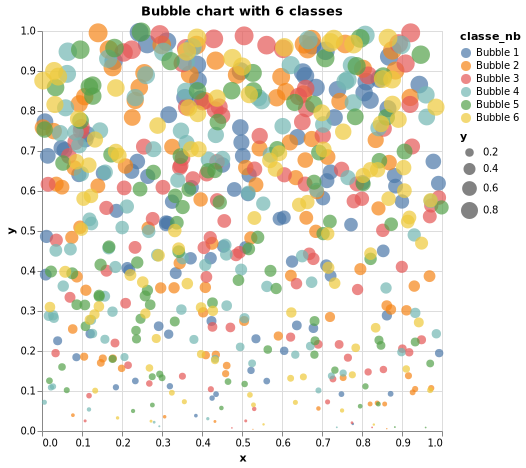 Bubble chart with 6 classes
1.0
0.9
0.8
0.7
0.6
0.5
0.4
0.3
0.2
0.1
0.0
y
0.0 0.1 0.2 0.3 0.4 0.5 0.6 0.7 0.8 0.9 1.0
x
classe_nb
Bubble 1
Bubble 2
Bubble 3
Bubble 4
Bubble 5
Bubble 6
y
0.2
0.4
0.6
0.8